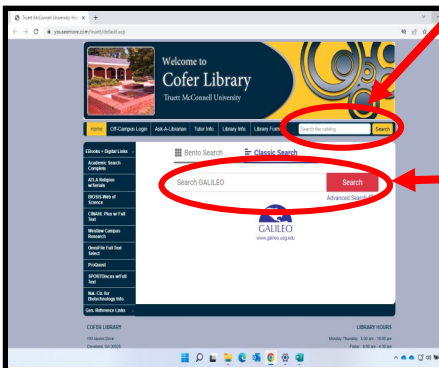 Truett McConnell University: Hom
youseemore.com/truett/default.asp
Welcome to
Cofer Library
Truett McConnell University
Home Off-Campus Login Ask-A-Librarian Tutor Info. Library Info. Library Forms Search the catalog Search
EBooks + Digital Links
Academic Search
Complete
ATLA Religion
w/Serials
BIOSIS-Web of
Science
CINAHL Plus w/ Full
Text
Westlaw Campus
Research
OmniFile Full Text
Select
ProQuest
SPORTDiscus w/Full
Text
Nat. Ctr. for
Biotechnology Info.
Gen. Reference Links
Bento Search Classic Search
Search GALILEO Search
Advanced Search
GALILEO
www.galileo.usg.edu
COFER LIBRARY
LIBRARY HOURS